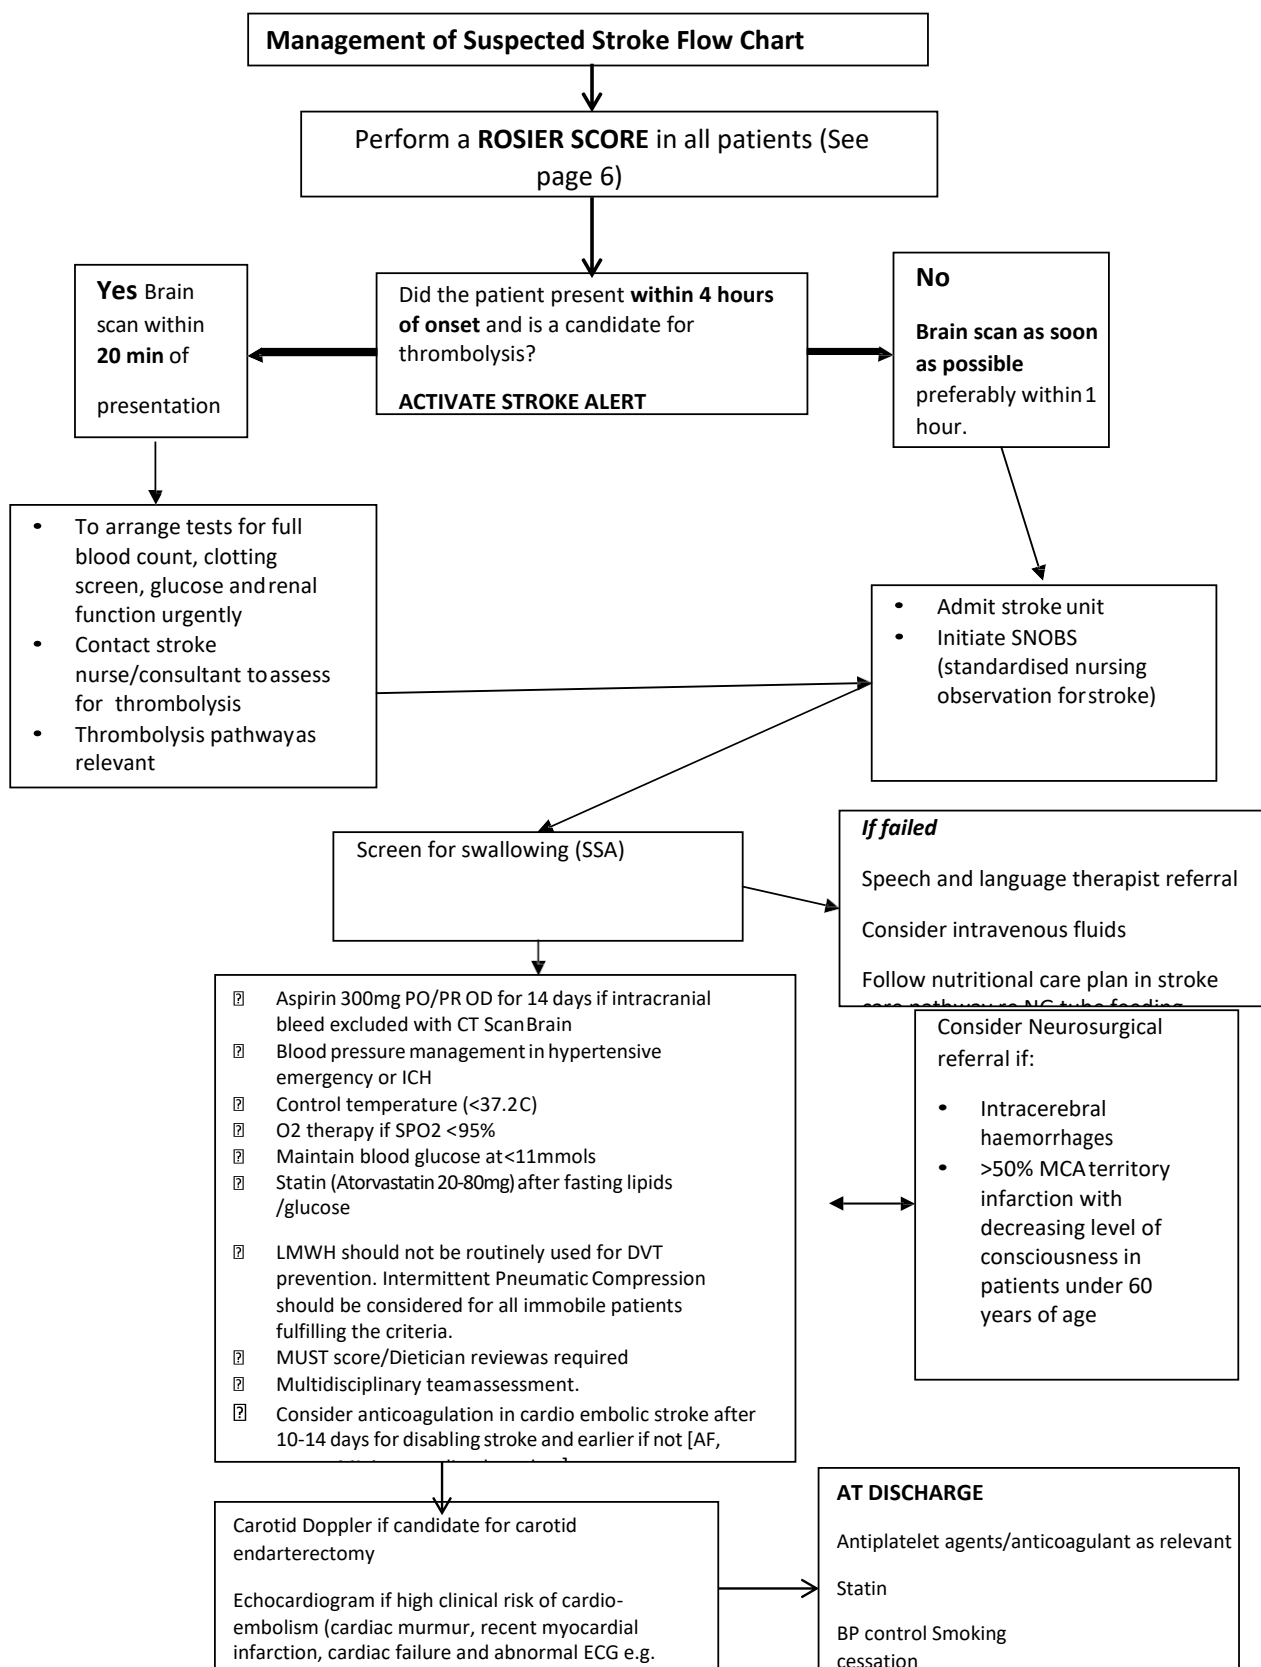 Management of Suspected Stroke Flow Chart
Perform a ROSIER SCORE in all patients (See
page 6)
Yes Brain
scan within
20 min of
presentation
Did the patient present within 4 hours
of onset and is a candidate for
thrombolysis?
ACTIVATE STROKE ALERT
No
Brain scan as soon
as possible
preferably within 1
hour.
• To arrange tests for full
blood count, clotting
screen, glucose and renal
function urgently
• Contact stroke
nurse/consultant to assess
for thrombolysis
• Thrombolysis pathway as
relevant
• Admit stroke unit
• Initiate SNOBS
(standardised nursing
observation for stroke)
Screen for swallowing (SSA)
If failed
Speech and language therapist referral
Consider intravenous fluids
Follow nutritional care plan in stroke
care pathway re NG tube feeding
Aspirin 300mg PO/PR OD for 14 days if intracranial
bleed excluded with CT Scan Brain
Blood pressure management in hypertensive
emergency or ICH
Control temperature (<37.2C)
O2 therapy if SPO2 <95%
Maintain blood glucose at <11mmols
Statin (Atorvastatin 20-80mg) after fasting lipids
/glucose
LMWH should not be routinely used for DVT
prevention. Intermittent Pneumatic Compression
should be considered for all immobile patients
fulfilling the criteria.
MUST score/Dietician review as required
Multidisciplinary team assessment.
Consider anticoagulation in cardio embolic stroke after
10-14 days for disabling stroke and earlier if not [AF,
Consider Neurosurgical
referral if:
• Intracerebral
haemorrhages
• >50% MCA territory
infarction with
decreasing level of
consciousness in
patients under 60
years of age
Carotid Doppler if candidate for carotid
endarterectomy
Echocardiogram if high clinical risk of cardio-
embolism (cardiac murmur, recent myocardial
infarction, cardiac failure and abnormal ECG e.g.
AT DISCHARGE
Antiplatelet agents/anticoagulant as relevant
Statin
BP control Smoking
cessation